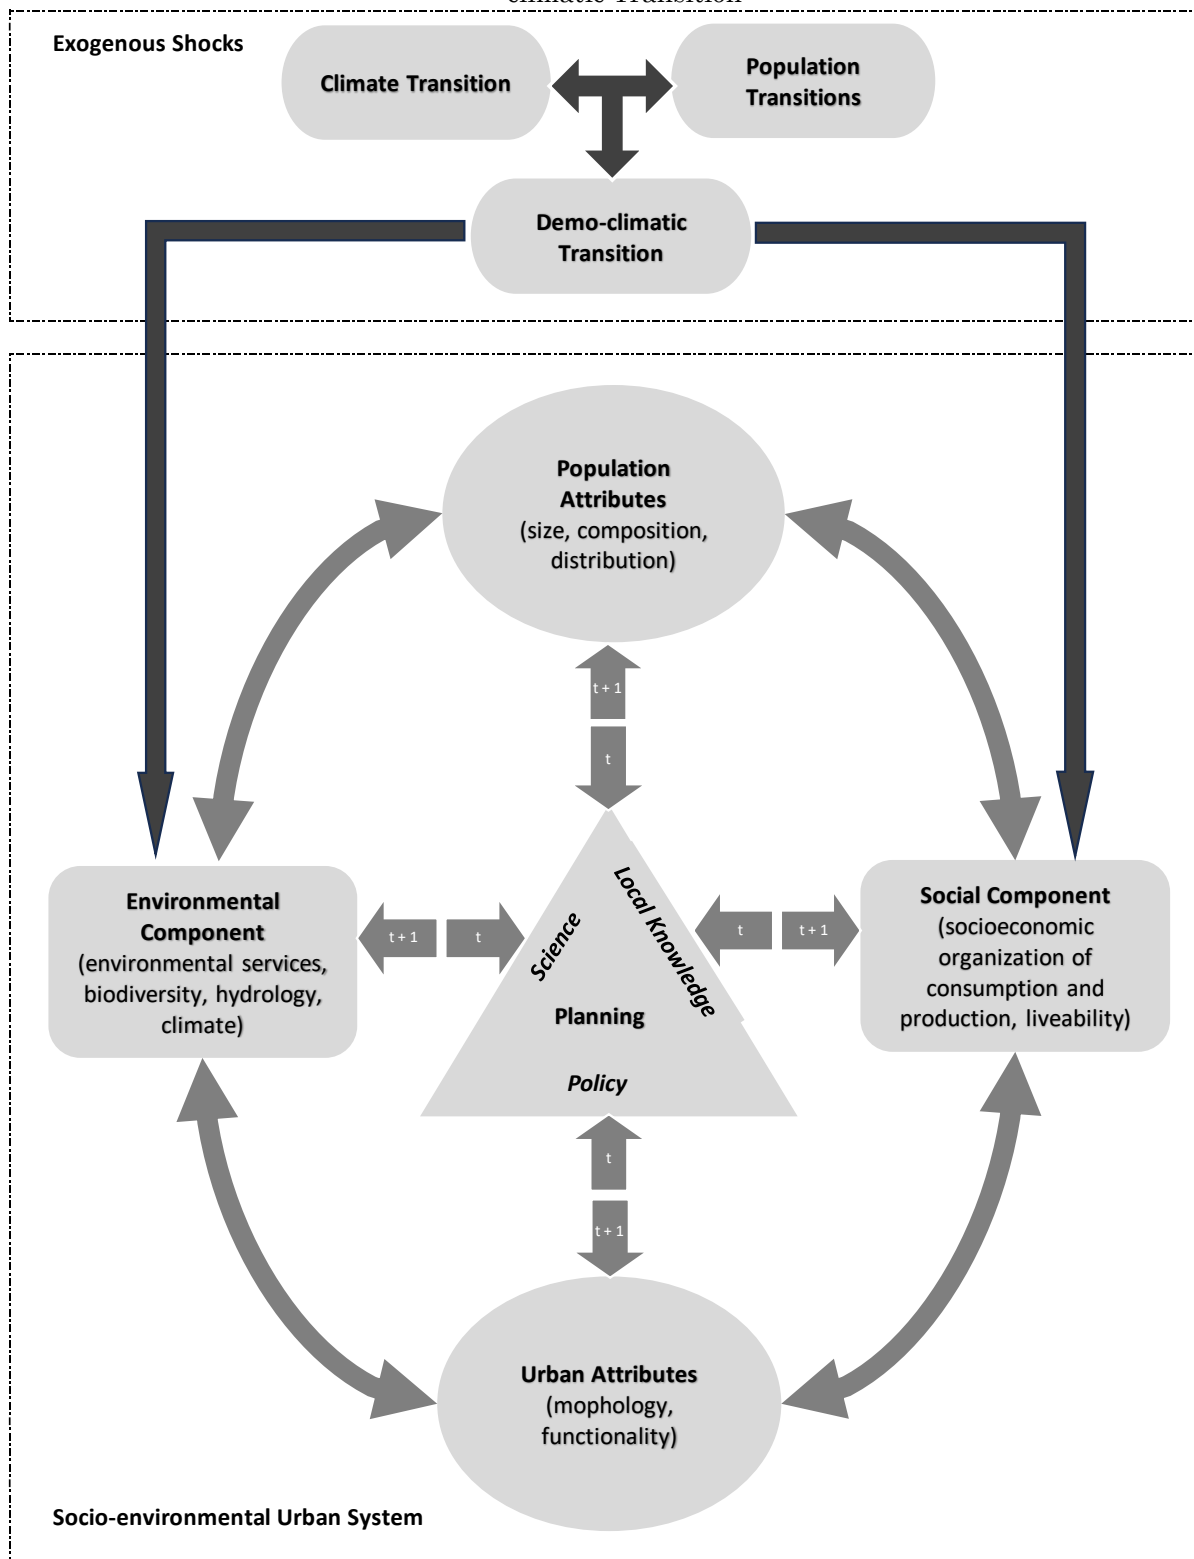 climatic Transition
Exogenous Shocks
Climate Transition
Population
Transitions
Demo-climatic
Transition
Population
Attributes
(size, composition,
distribution)
t + 1
t
Environmental
Component
(environmental services,
biodiversity, hydrology,
climate)
t + 1
t
Science
Local Knowledge
Planning
Policy
t
t + 1
Social Component
(socioeconomic
organization of
consumption and
production, liveability)
t
t + 1
Urban Attributes
(mophology,
functionality)
Socio-environmental Urban System